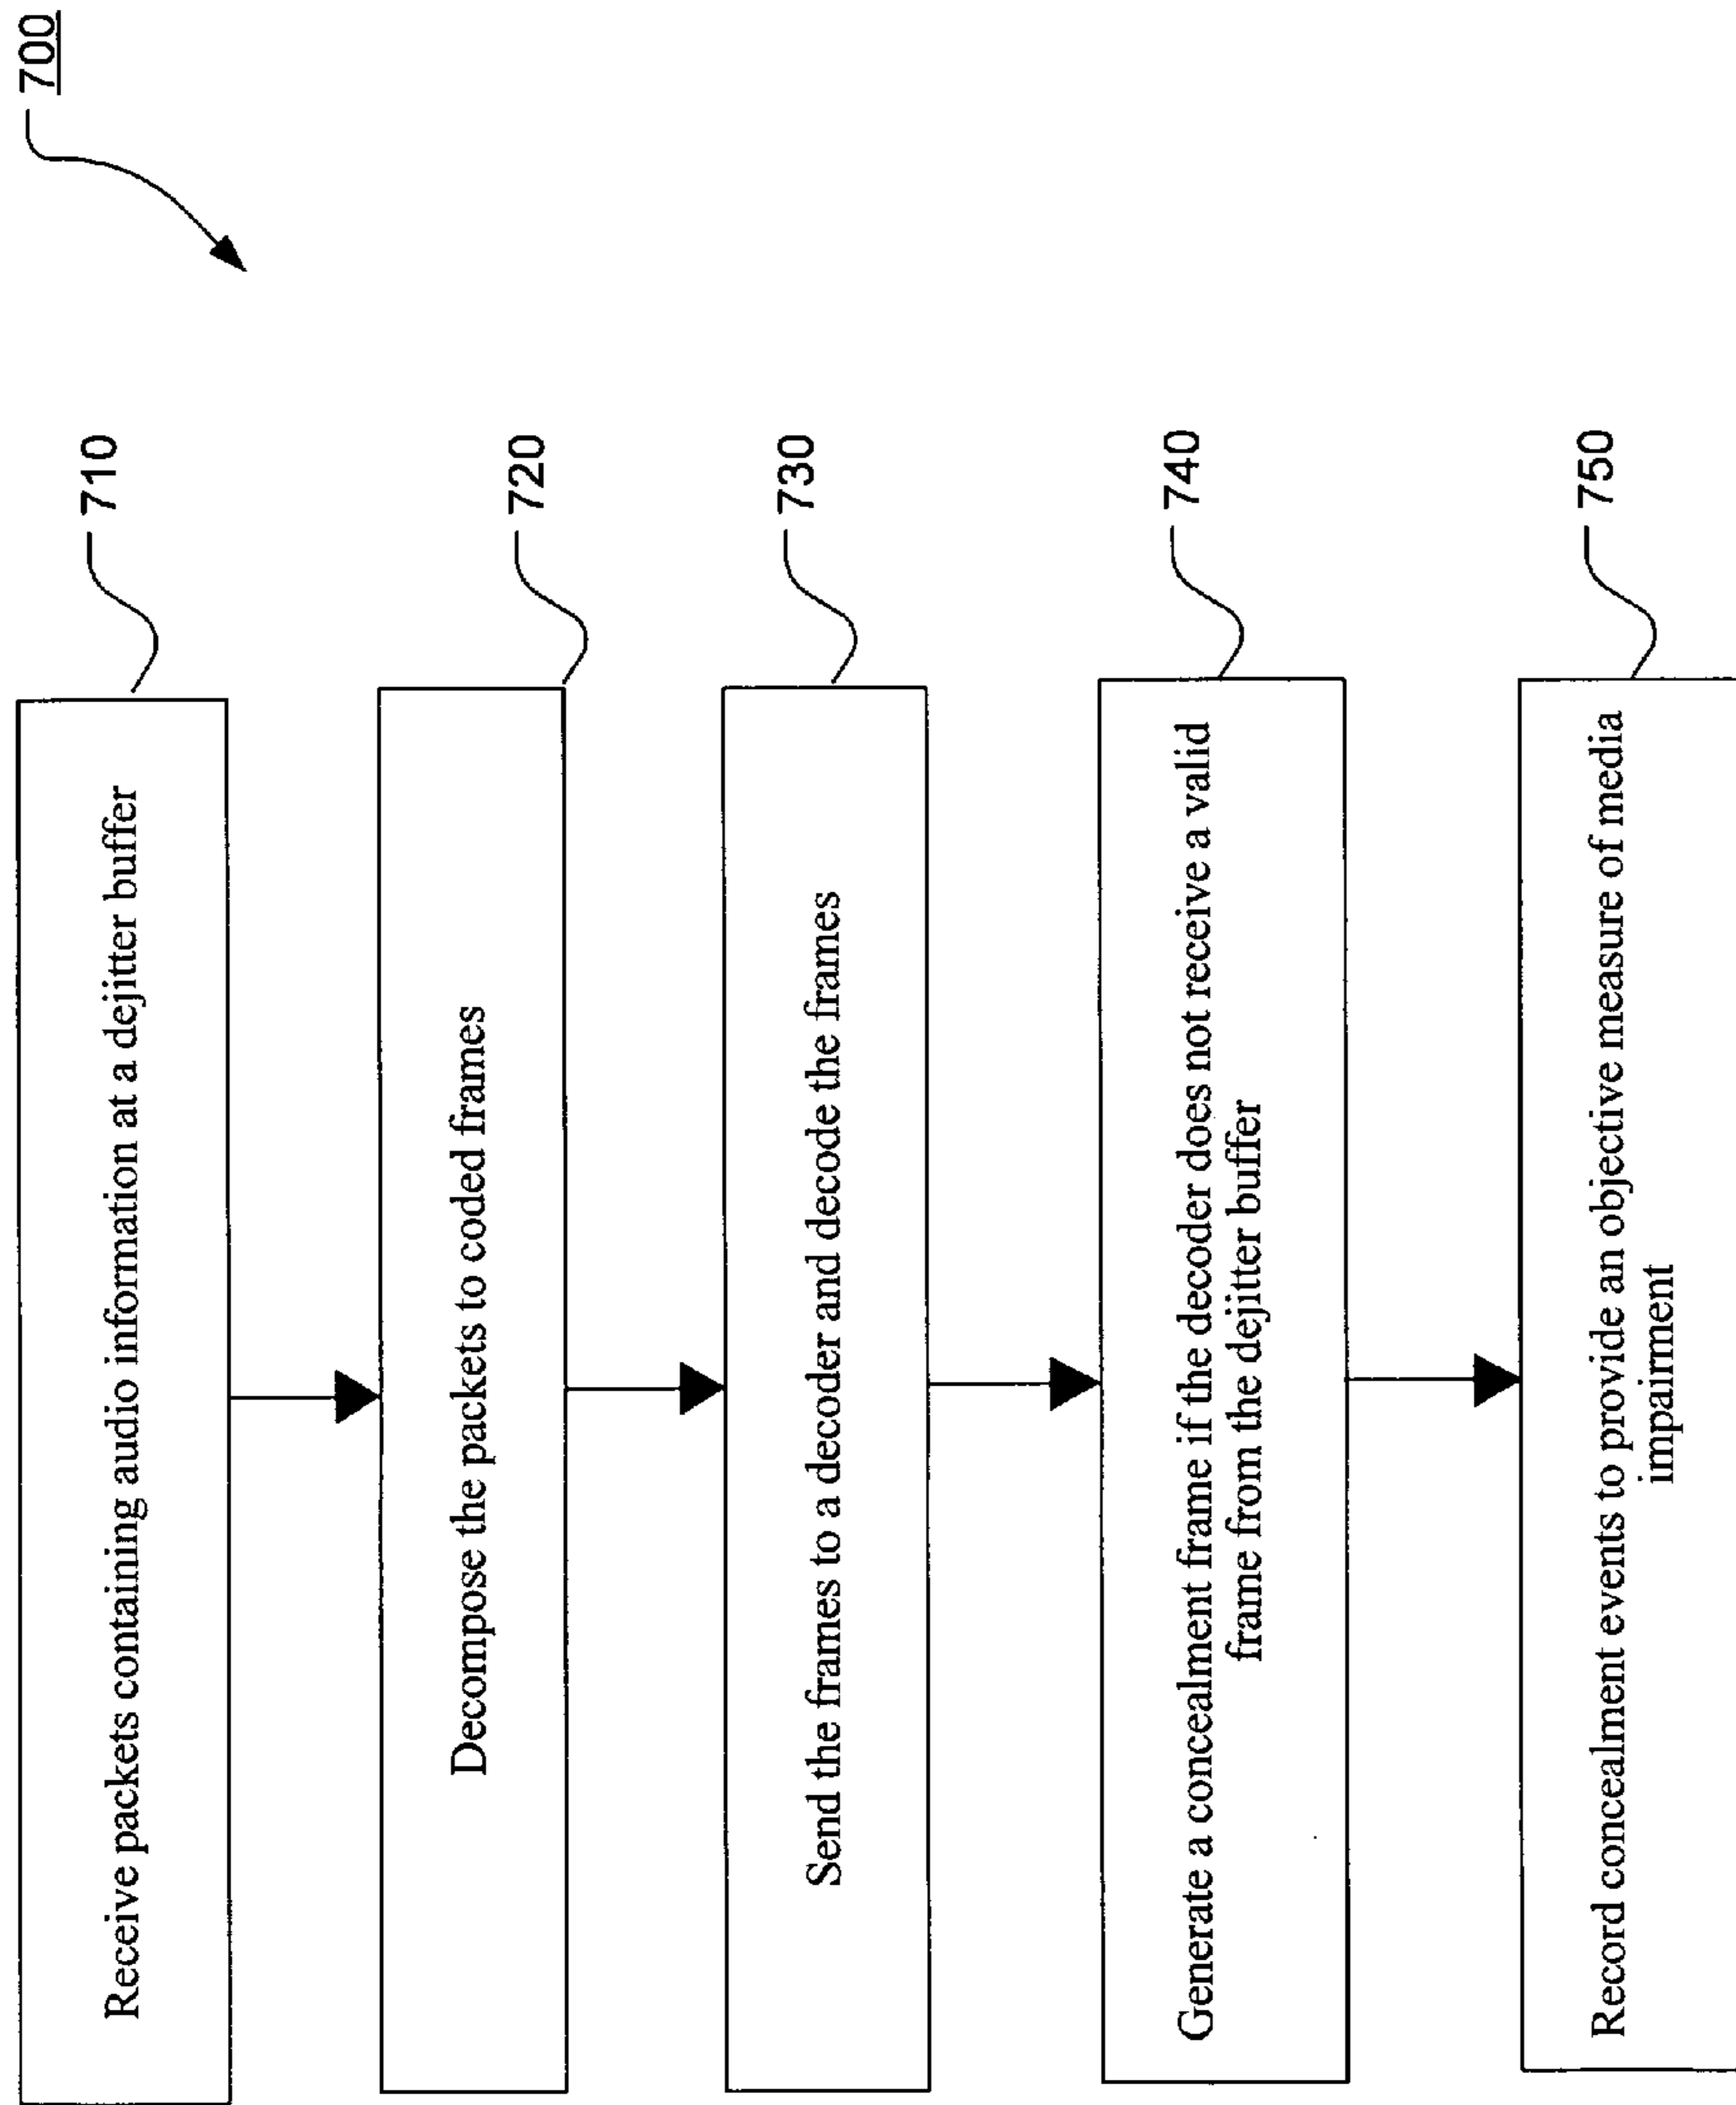 700
710
Receive packets containing audio information at a dejitter buffer
720
Decompose the packets to coded frames
730
Send the frames to a decoder and decode the frames
740
Generate a concealment frame if the decoder does not receive a valid
frame from the dejitter buffer
750
Record concealment events to provide an objective measure of media
impairment